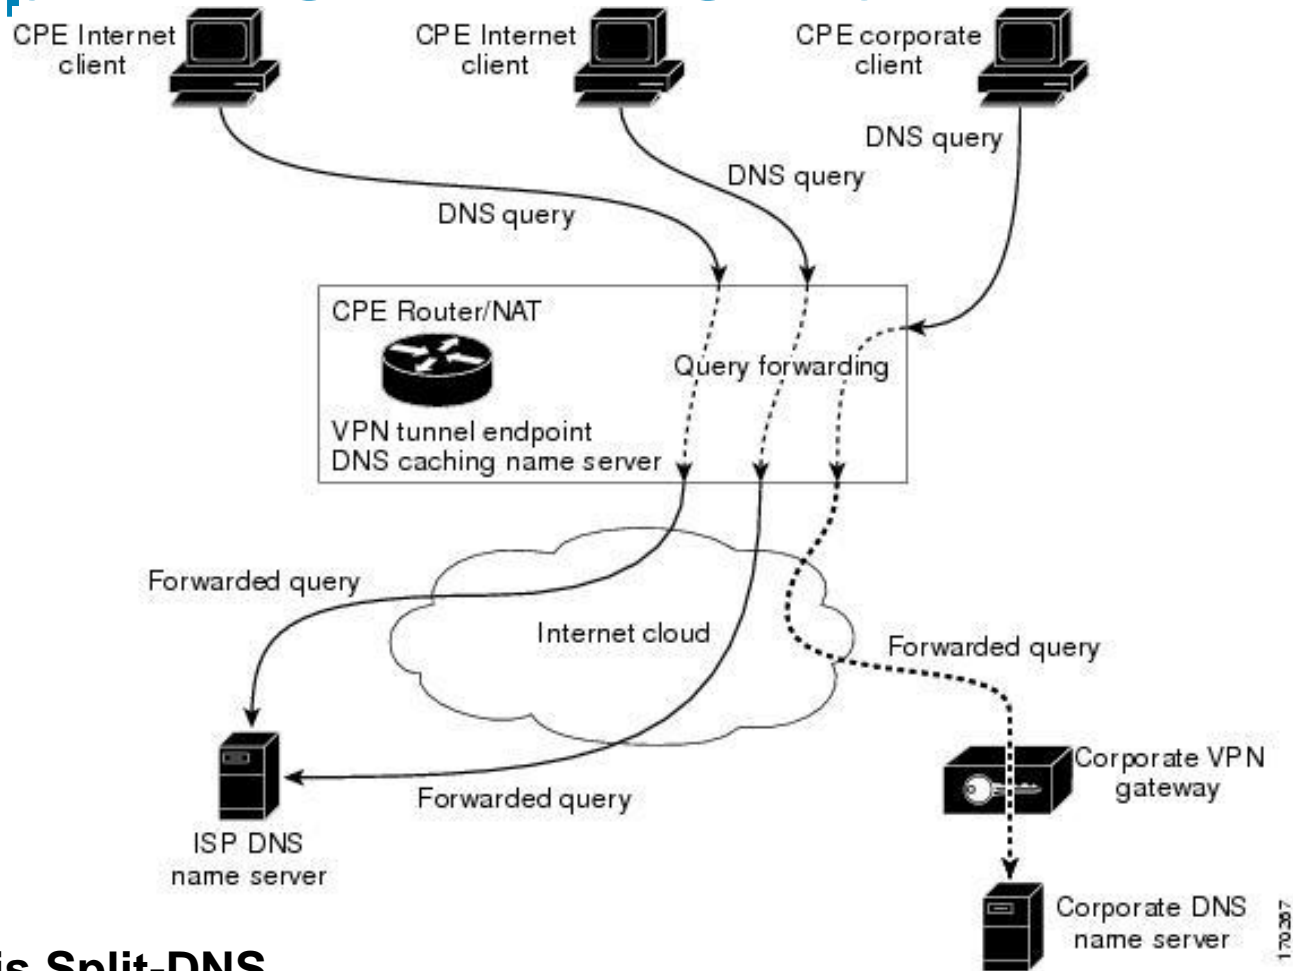 CPE Internet
client
CPE Internet
client
CPE corporate
client
DNS query
DNS query
DNS query
CPE Router/NAT
Query forwarding
VPN tunnel endpoint
DNS caching name server
Forwarded query
Internet cloud
Forwarded query
Corporate VPN
gateway
Forwarded query
ISP DNS
name server
Corporate DNS
name server
170267
is Split-DNS